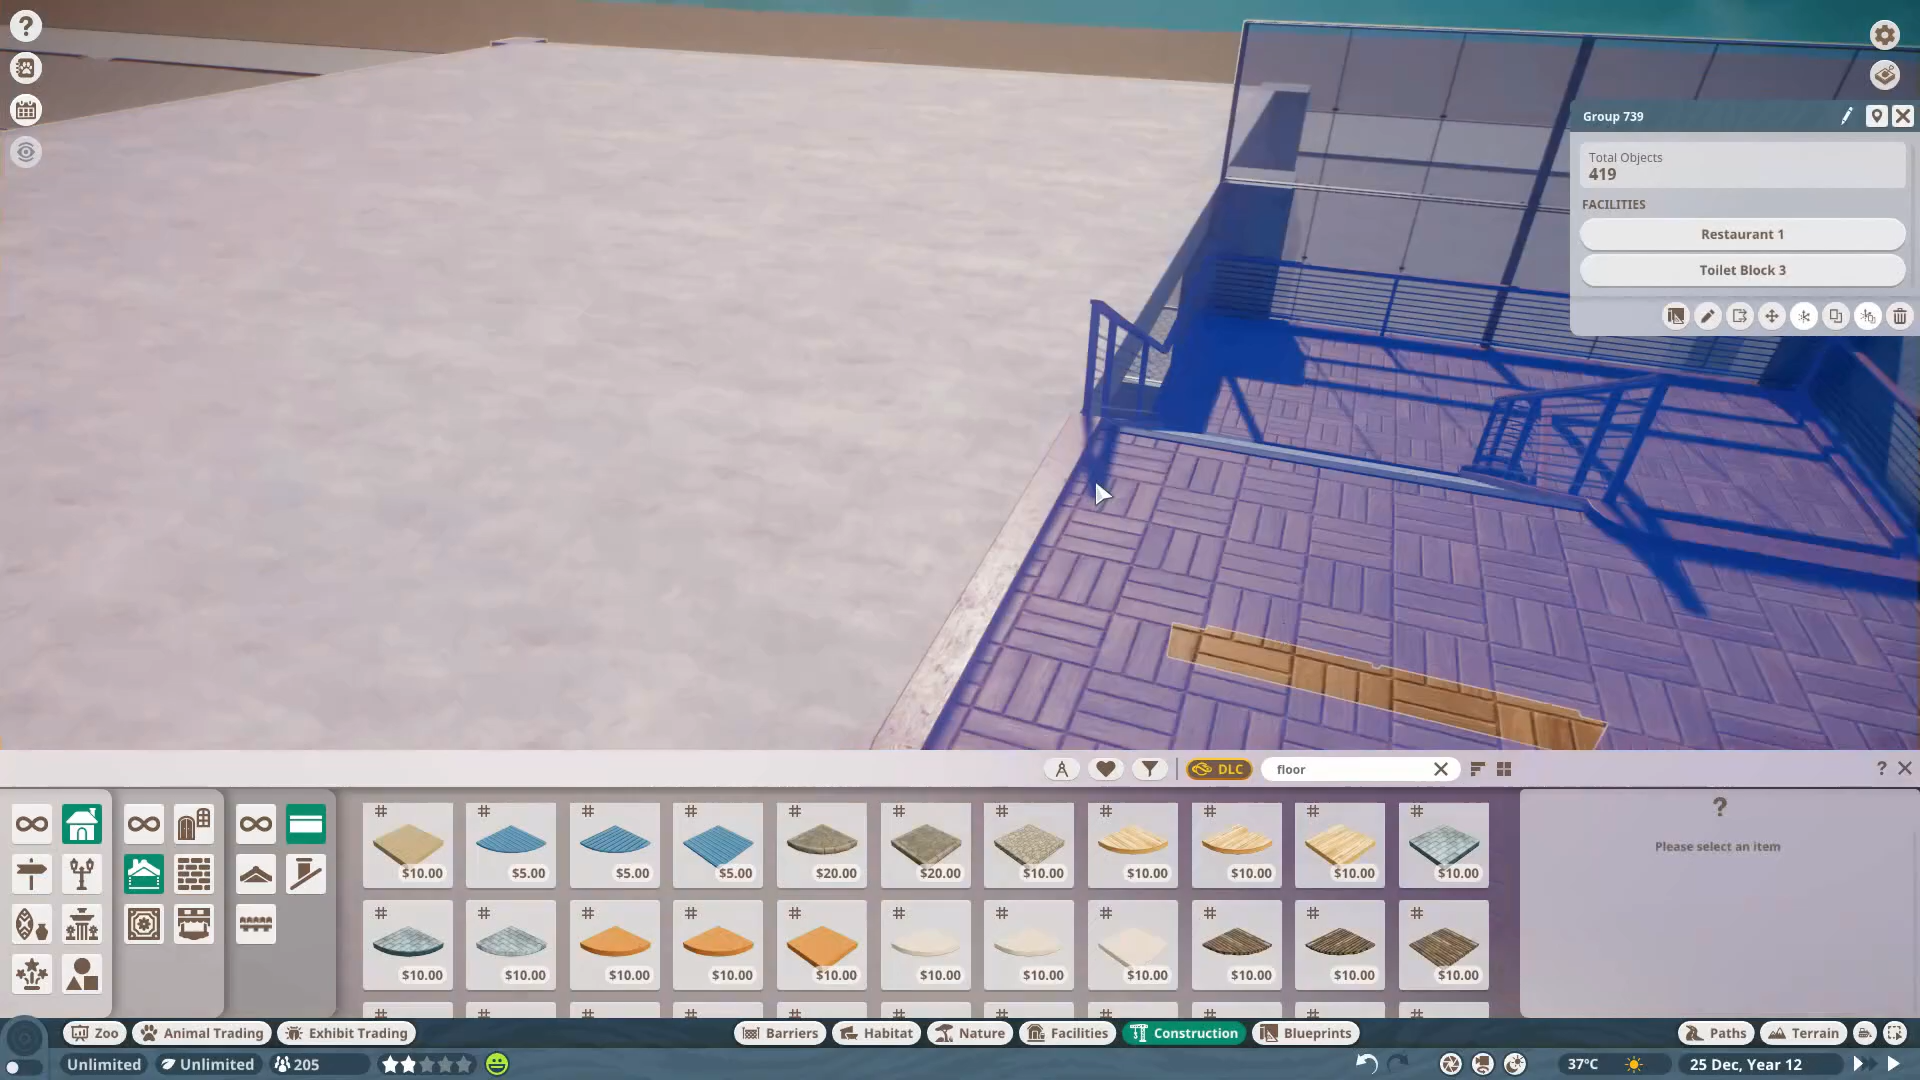 Group 739
Total Objects
419
FACILITIES
Restaurant 1
Toilet Block 3
DLC
floor
$10.00 $5.00 $5.00 $5.00 $20.00 $20.00 $10.00 $10.00 $10.00 $10.00 $10.00
$10.00 $10.00 $10.00 $10.00 $10.00 $10.00 $10.00 $10.00 $10.00 $10.00 $10.00
?
Please select an item
Zoo Animal Trading Exhibit Trading Barriers Habitat Nature Facilities Construction Blueprints Paths Terrain
Unlimited Unlimited 205 37°C 25 Dec, Year 12